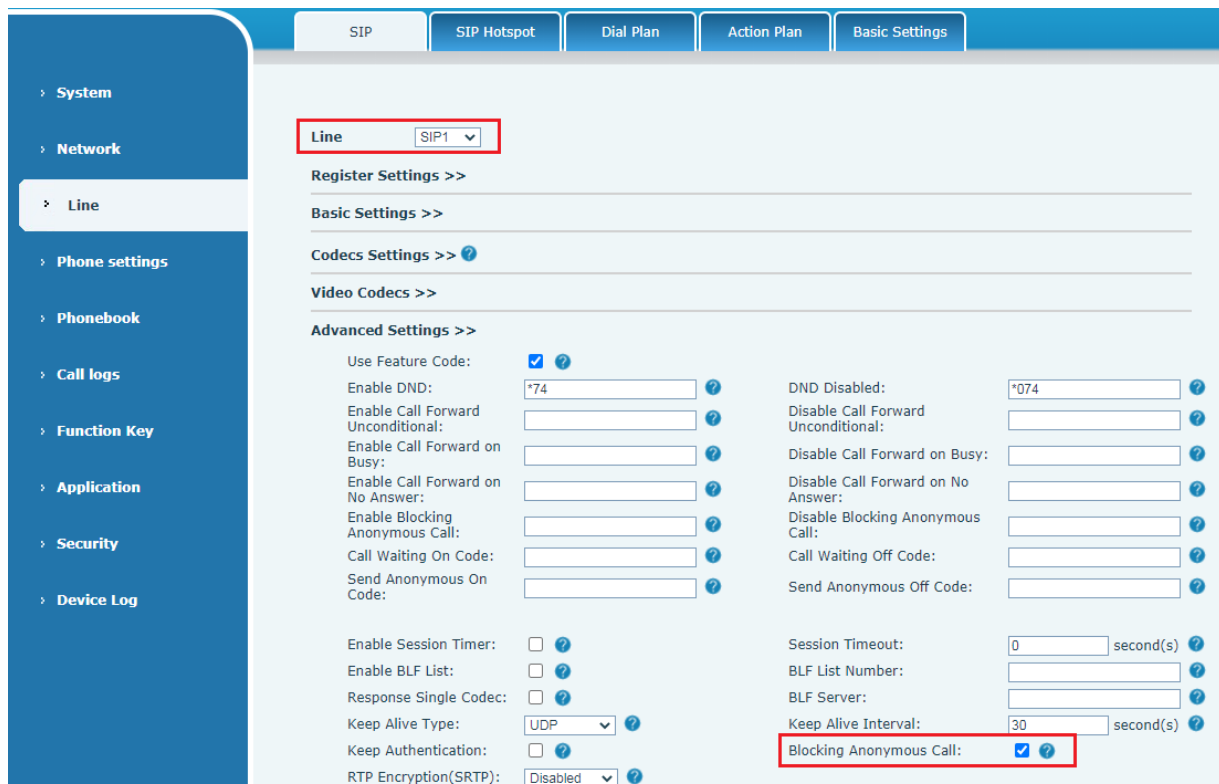 SIP
SIP Hotspot
Dial Plan
Action Plan
Basic Settings
› System
› Network
› Line
› Phone settings
› Phonebook
› Call logs
› Function Key
› Application
› Security
› Device Log
Line SIP1
Register Settings >>
Basic Settings >>
Codecs Settings >> ?
Video Codecs >>
Advanced Settings >>
Use Feature Code: ?
Enable DND: *74 ? DND Disabled: *074 ?
Enable Call Forward
Unconditional: ? Disable Call Forward
Unconditional: ?
Enable Call Forward on
Busy: ? Disable Call Forward on Busy: ?
Enable Call Forward on
No Answer: ? Disable Call Forward on No
Answer: ?
Enable Blocking
Anonymous Call: ? Disable Blocking Anonymous
Call: ?
Call Waiting On Code: ? Call Waiting Off Code: ?
Send Anonymous On
Code: ? Send Anonymous Off Code: ?
Enable Session Timer: ? Session Timeout: 0 second(s) ?
Enable BLF List: ? BLF List Number: ?
Response Single Codec: ? BLF Server: ?
Keep Alive Type: UDP ? Keep Alive Interval: 30 second(s) ?
Keep Authentication: ? Blocking Anonymous Call: ?
RTP Encryption(SRTP): Disabled ?